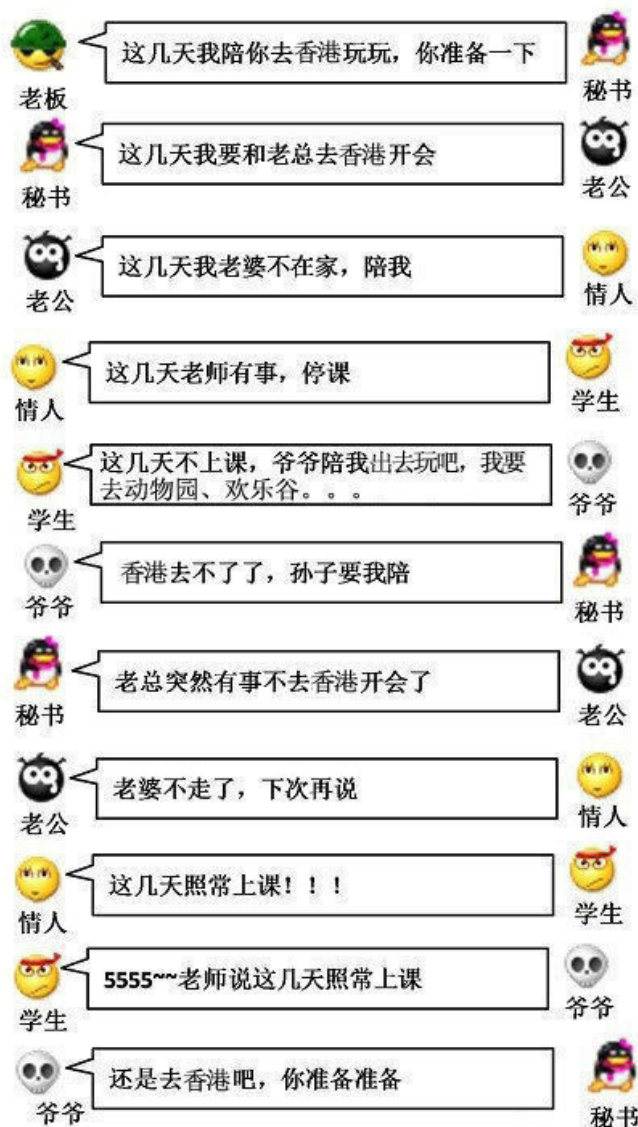 这几天我陪你去香港玩玩，你准备一下
老板
秘书
这几天我要和老总去香港开会
秘书
老公
这几天我老婆不在家，陪我
老公
情人
这几天老师有事，停课
情人
学生
这几天不上课，爷爷陪我出去玩吧，我要
去动物园、欢乐谷。。。
学生
爷爷
香港去不了了，孙子要我陪
爷爷
秘书
老总突然有事不去香港开会了
秘书
老公
老婆不走了，下次再说
老公
情人
这几天照常上课！！！
情人
学生
5555~~老师说这几天照常上课
学生
爷爷
还是去香港吧，你准备准备
爷爷
秘书